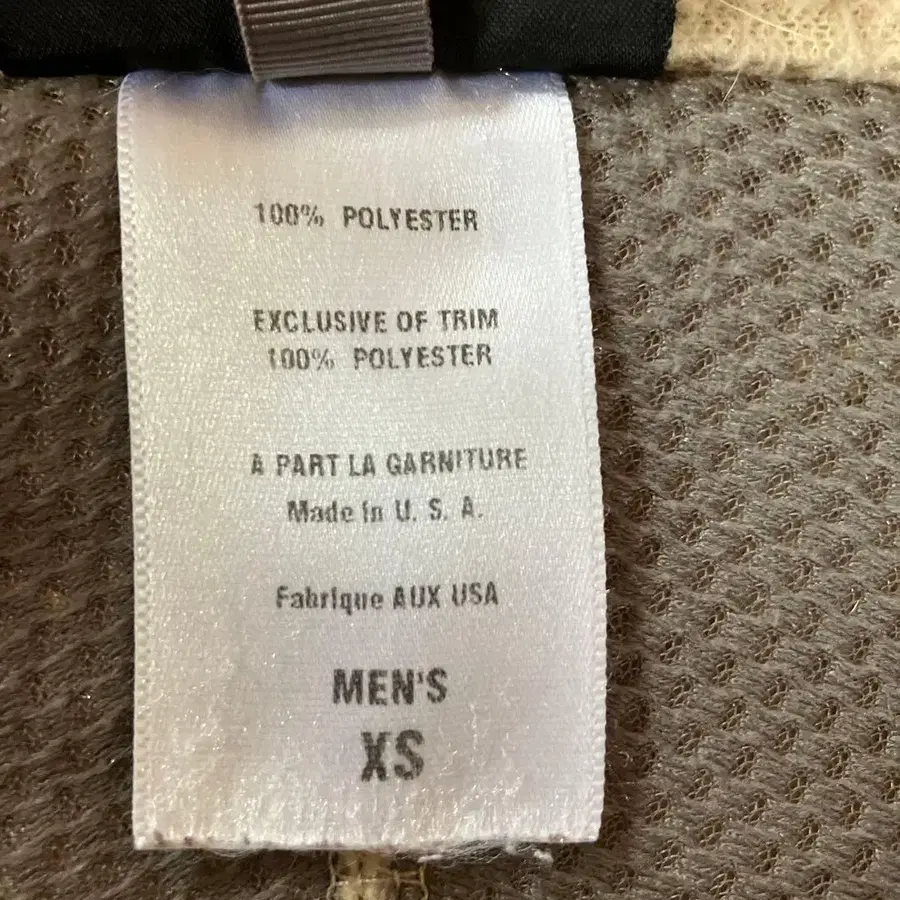 100% POLYESTER
EXCLUSIVE OF TRIM
100% POLYESTER
A PART LA GARNITURE
Made in U. S. A.
Fabrique AUX USA
MEN'S
XS